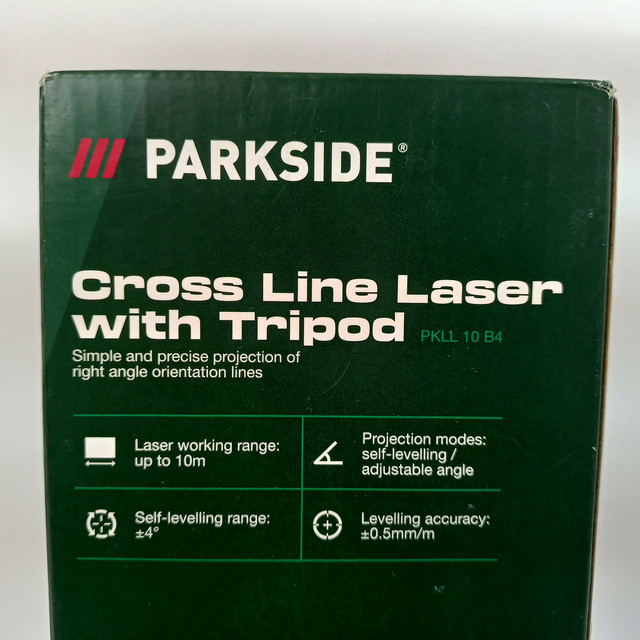 PARKSIDE®
Cross Line Laser
with Tripod PKLL 10 B4
Simple and precise projection of
right angle orientation lines
Laser working range:
up to 10m
Projection modes:
self-levelling /
adjustable angle
Self-levelling range:
±4°
Levelling accuracy:
±0.5mm/m